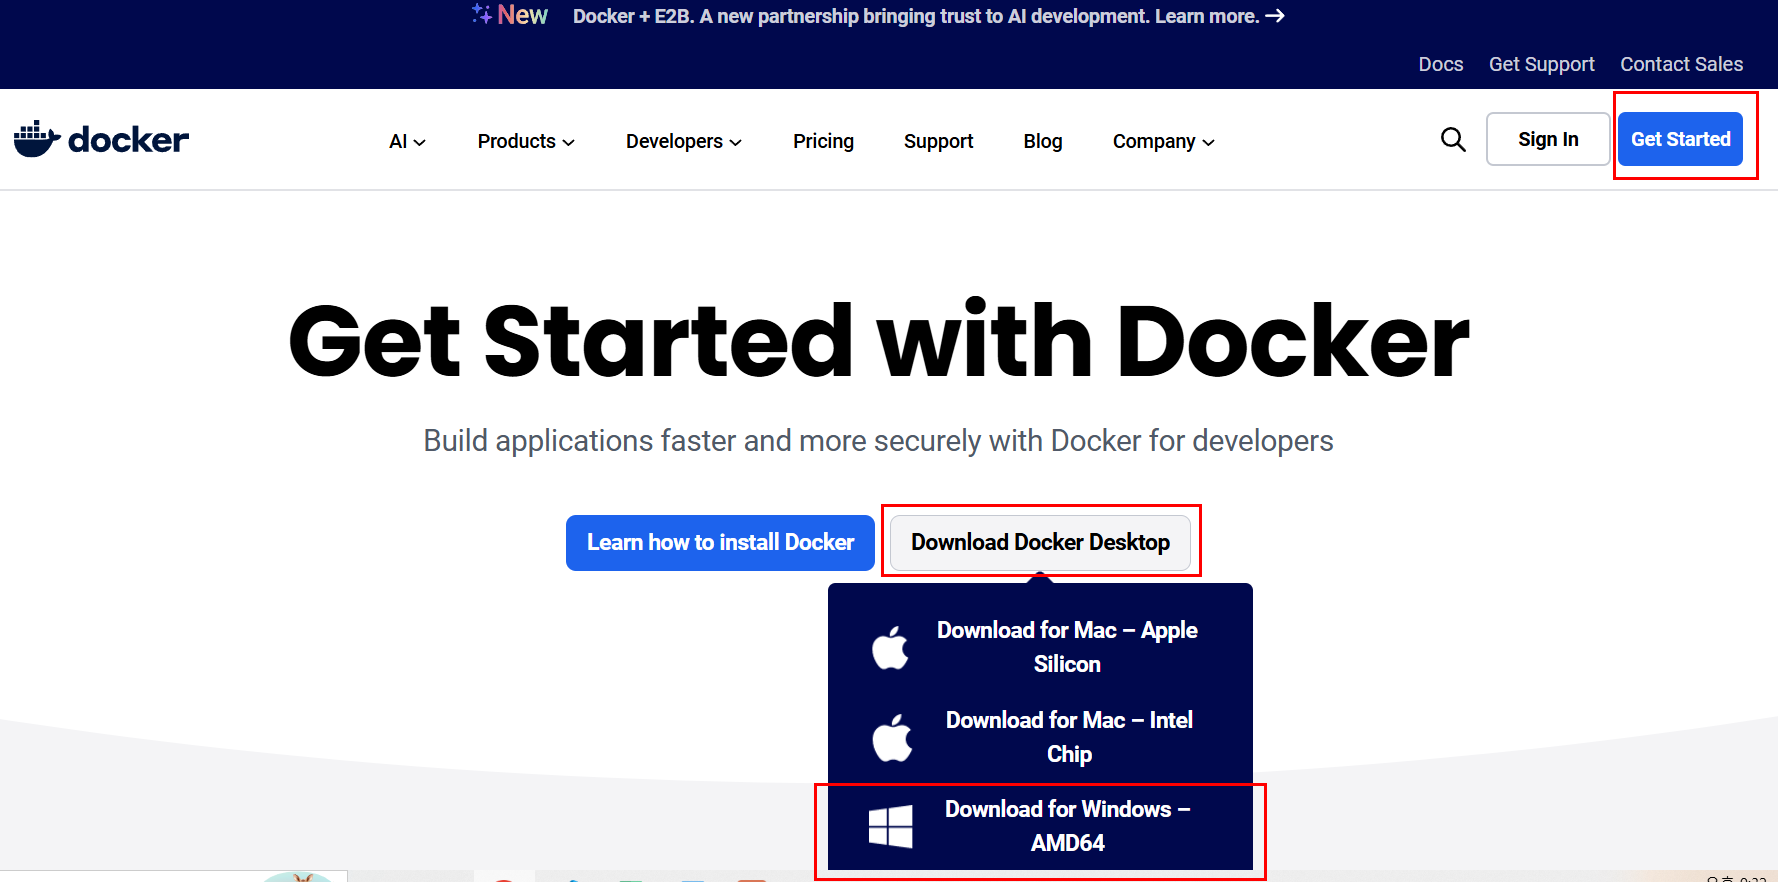 New Docker + E2B. A new partnership bringing trust to AI development. Learn more. →
Docs Get Support Contact Sales
docker AI Products Developers Pricing Support Blog Company Sign In Get Started
Get Started with Docker
Build applications faster and more securely with Docker for developers
Learn how to install Docker Download Docker Desktop
Download for Mac – Apple
Silicon
Download for Mac – Intel
Chip
Download for Windows –
AMD64